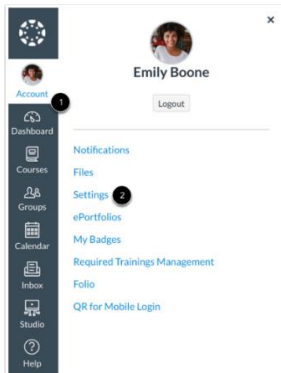 ×
Emily Boone
Logout
Account
1
Dashboard
Courses
Groups
Calendar
Inbox
Studio
Help
Notifications
Files
Settings 2
ePortfolios
My Badges
Required Trainings Management
Folio
QR for Mobile Login